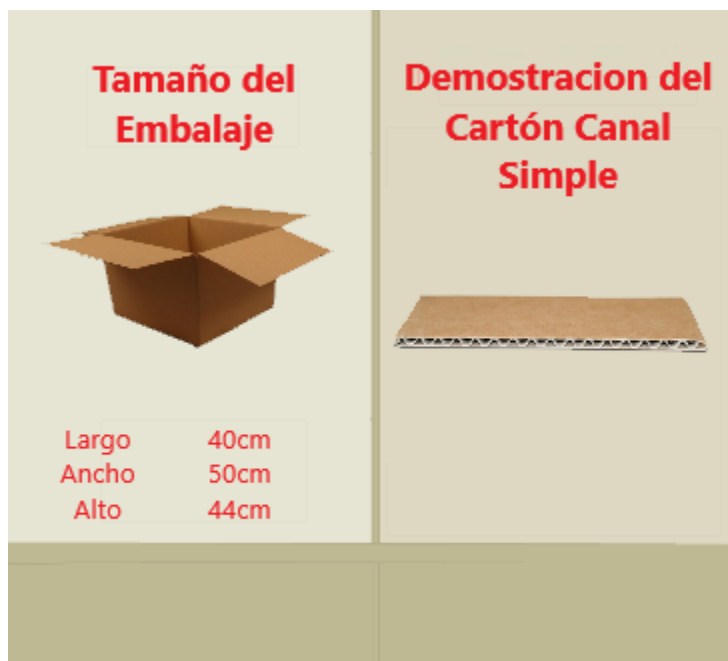 Tamaño del
Embalaje
Demostracion del
Cartón Canal
Simple
Largo 40cm
Ancho 50cm
Alto 44cm